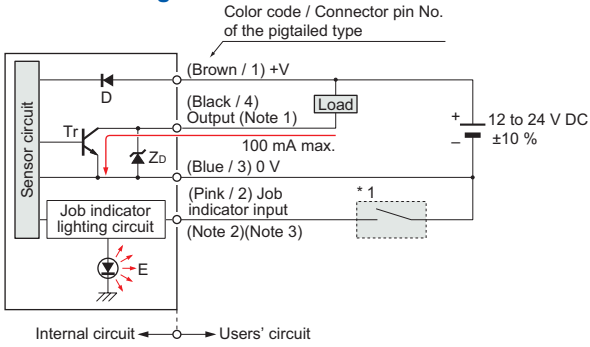 Color code / Connector pin No.
of the pigtailed type
(Brown / 1) +V
D
(Black / 4)
Output (Note 1)
Load
Tr
ZD
100 mA max.
+
–
12 to 24 V DC
±10 %
Sensor circuit
(Blue / 3) 0 V
(Pink / 2) Job
indicator input
* 1
Job indicator
lighting circuit
(Note 2)(Note 3)
E
Internal circuit
Users' circuit